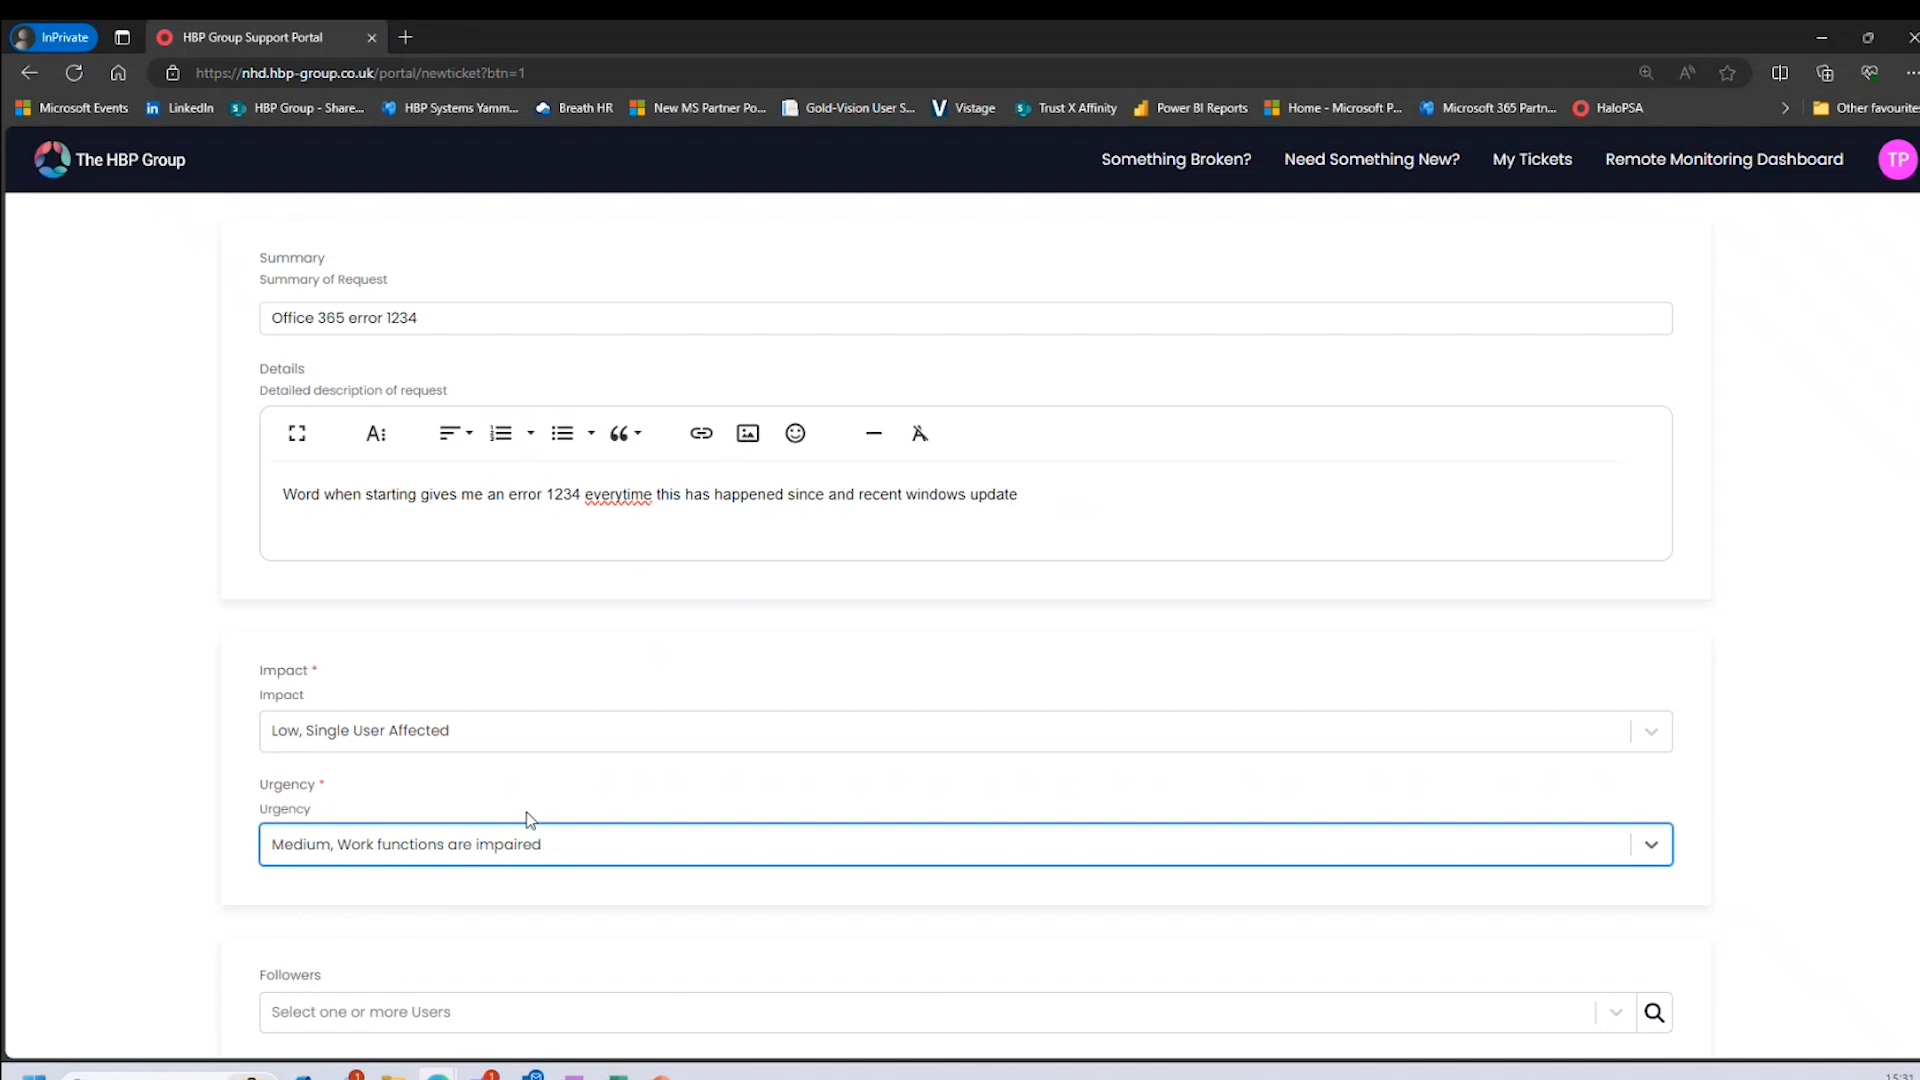 InPrivate
HBP Group Support Portal
https://nhd.hbp-group.co.uk/portal/newticket?btn=1
Microsoft Events
LinkedIn
HBP Group - Share...
HBP Systems Yamm...
Breath HR
New MS Partner Po...
Gold-Vision User S...
Vistage
Trust X Affinity
Power BI Reports
Home - Microsoft P...
Microsoft 365 Partn...
HaloPSA
Other favourites
The HBP Group
Something Broken?
Need Something New?
My Tickets
Remote Monitoring Dashboard
TP
Summary
Summary of Request
Office 365 error 1234
Details
Detailed description of request
Word when starting gives me an error 1234 everytime this has happened since and recent windows update
Impact *
Impact
Low, Single User Affected
Urgency *
Urgency
Medium, Work functions are impaired
Followers
Select one or more Users
15:31